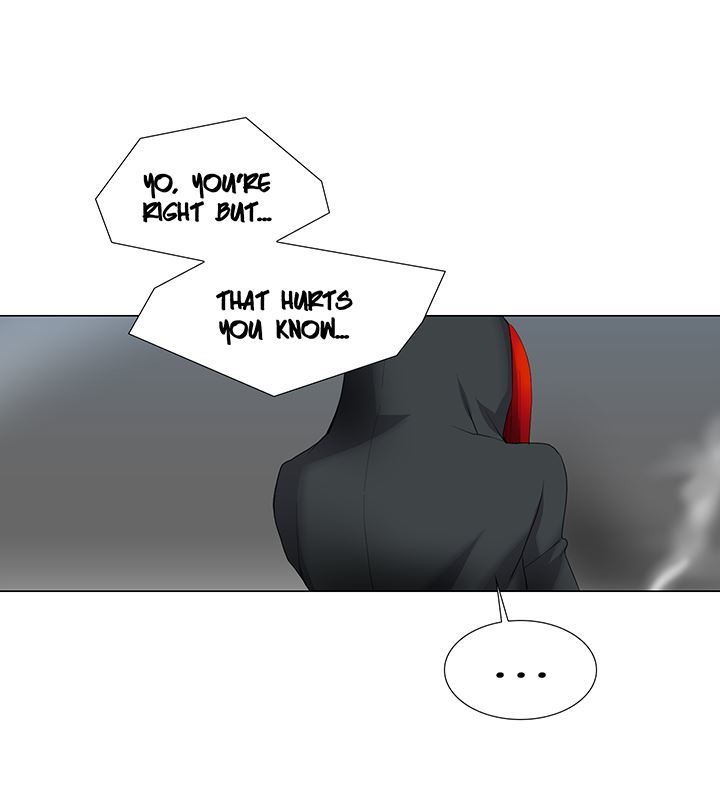 YO, YOU'RE
RIGHT BUT...
THAT HURTS
YOU KNOW...
...